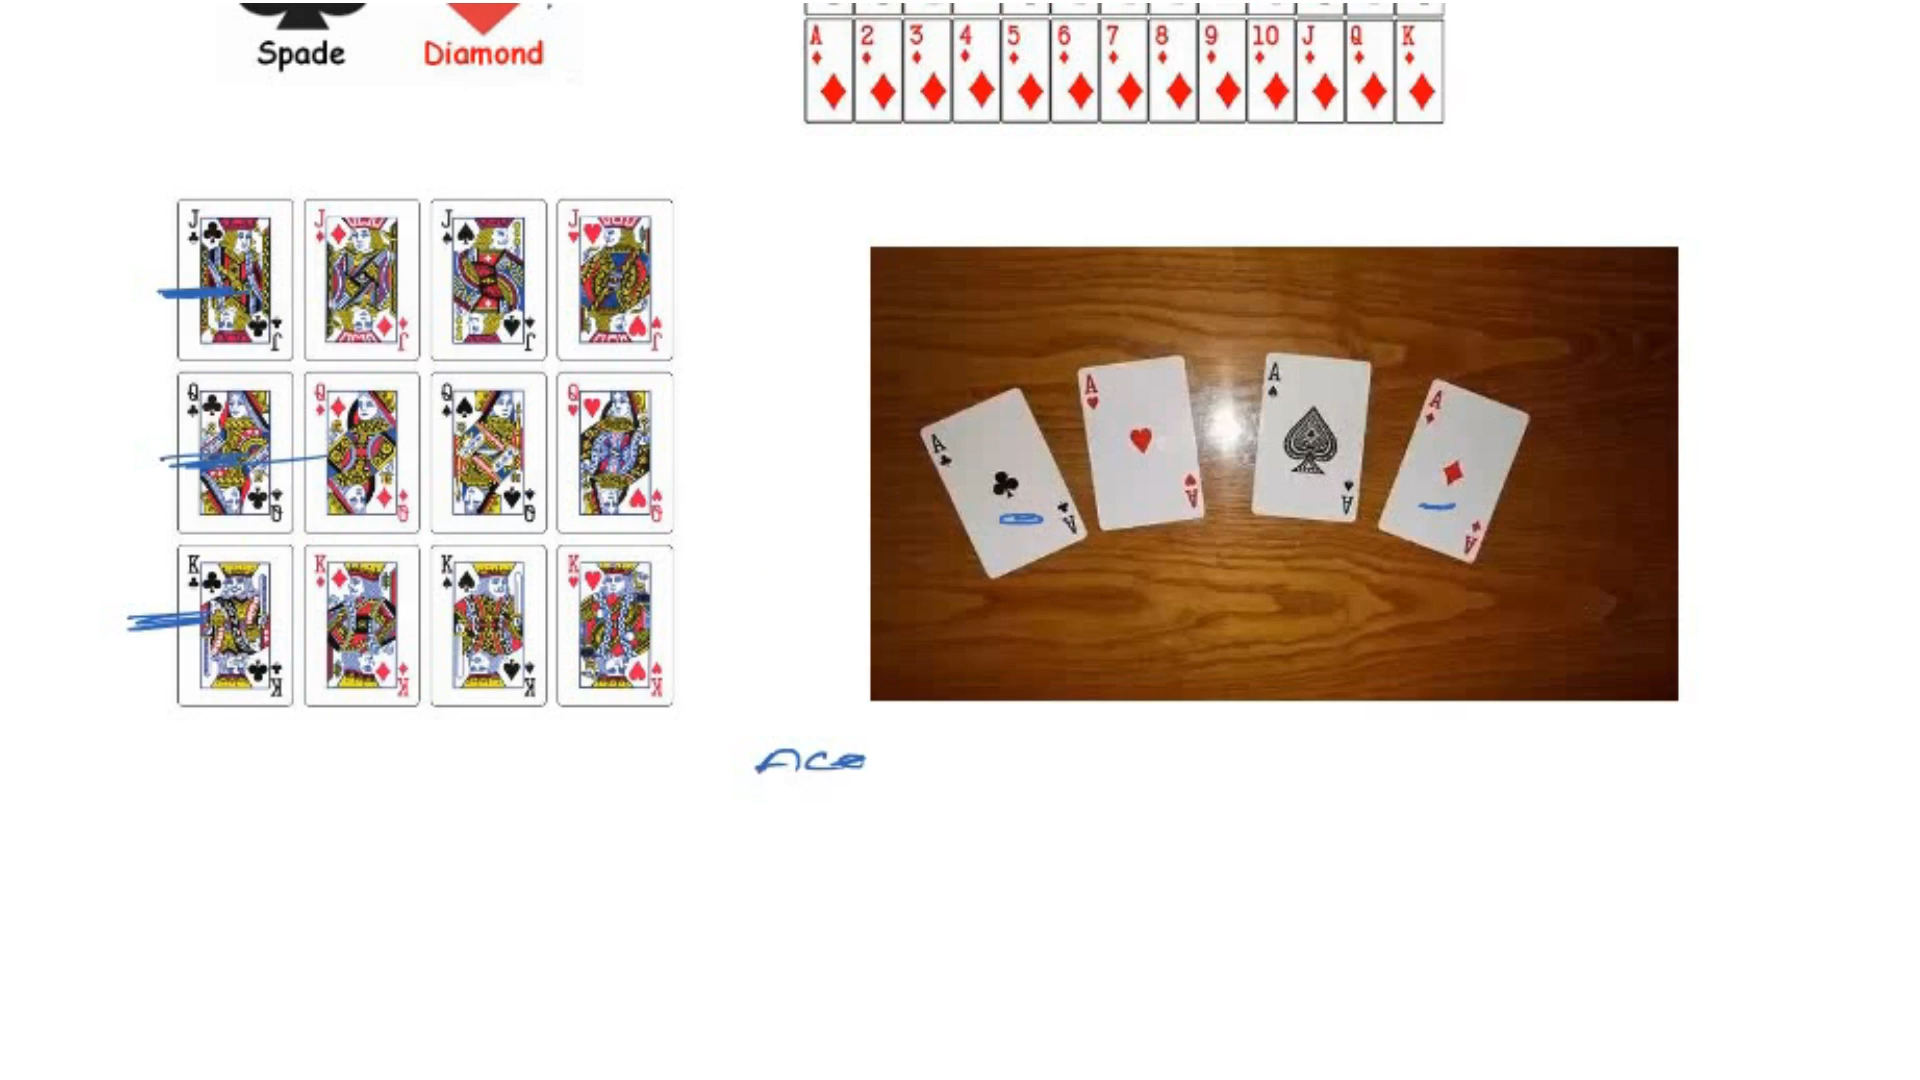 Spade Diamond
A 2 3 4 5 6 7 8 9 10 J Q K
J J J J J J J J
Q Q Q Q Q Q Q Q
K K K K K K K K
A A A A A A A A
Ace